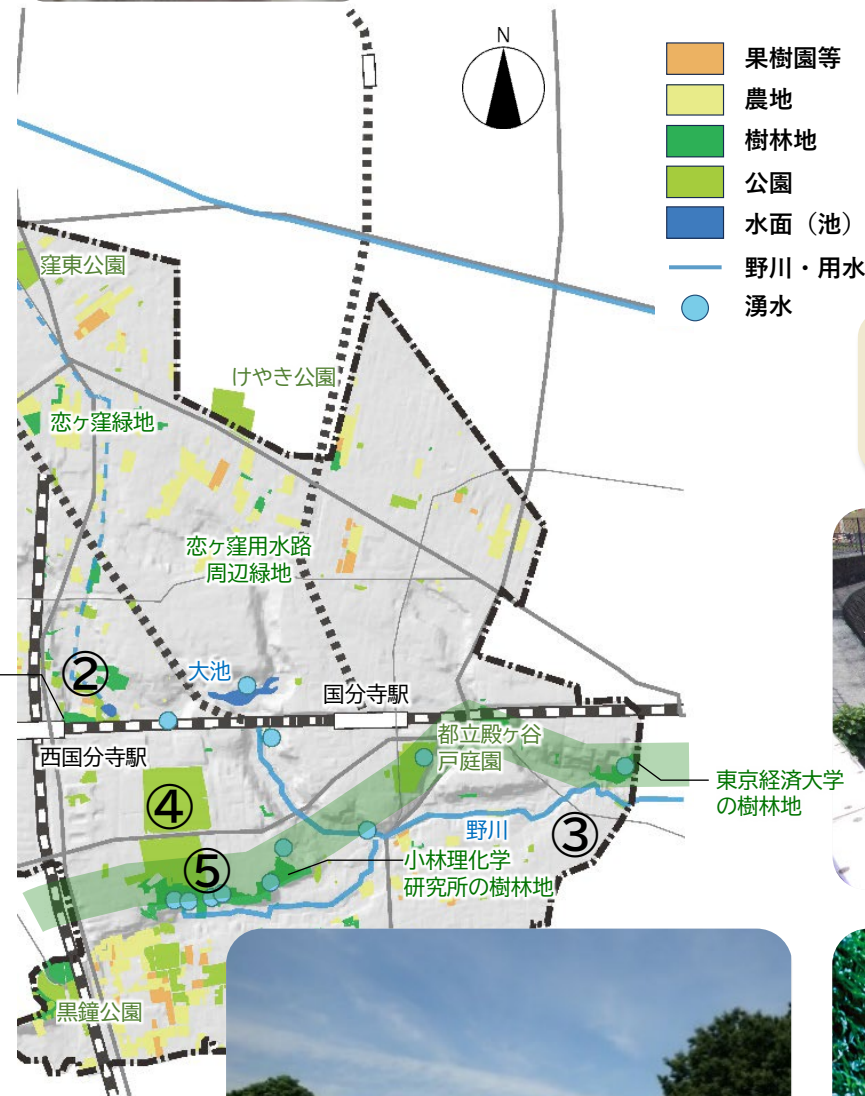 N
果樹園等
農地
樹林地
公園
水面（池）
野川・用水
湧水
窪東公園
けやき公園
恋ヶ窪緑地
恋ヶ窪用水路
周辺緑地
②
大池
国分寺駅
西国分寺駅
都立殿ヶ谷
戸庭園
東京経済大学
の樹林地
④
野川
③
⑤
小林理化学
研究所の樹林地
黒鐘公園